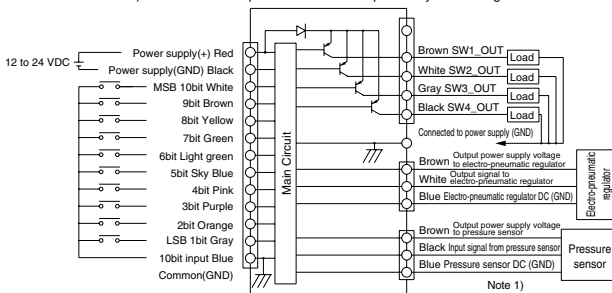 12 to 24 VDC
Power supply(+) Red
Power supply(GND) Black
MSB 10bit White
9bit Brown
8bit Yellow
7bit Green
6bit Light green
5bit Sky Blue
4bit Pink
3bit Purple
2bit Orange
LSB 1bit Gray
10bit input Blue
Common(GND)
Main Circuit
Brown SW1_OUT
Load
White SW2_OUT
Load
Gray SW3_OUT
Load
Black SW4_OUT
Load
Connected to power supply (GND)
Brown Output power supply voltage
to electro-pneumatic regulator
White Output signal to
electro-pneumatic regulator
Blue Electro-pneumatic regulator DC (GND)
Electro-pneumatic
regulator
Brown Output power supply voltage
to pressure sensor
Black Input signal from pressure sensor
Blue Pressure sensor DC (GND)
Pressure
sensor
Note 1)